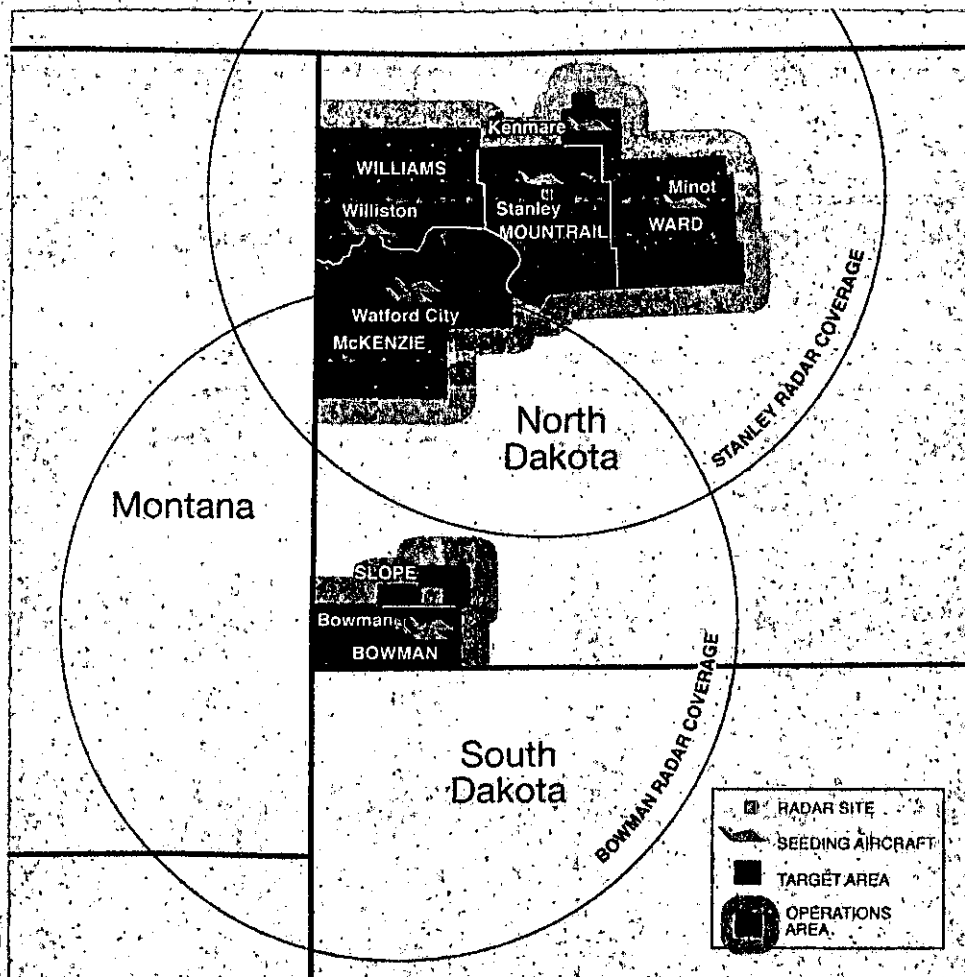 Kenmare
WILLIAMS
Minot
Williston
Stanley
MOUNTRAIL
WARD
Watford City
McKENZIE
STANLEY RADAR COVERAGE
North
Dakota
Montana
SLOPE
Bowman
BOWMAN
BOWMAN RADAR COVERAGE
South
Dakota
RADAR SITE
SEEDING AIRCRAFT
TARGET AREA
OPERATIONS
AREA